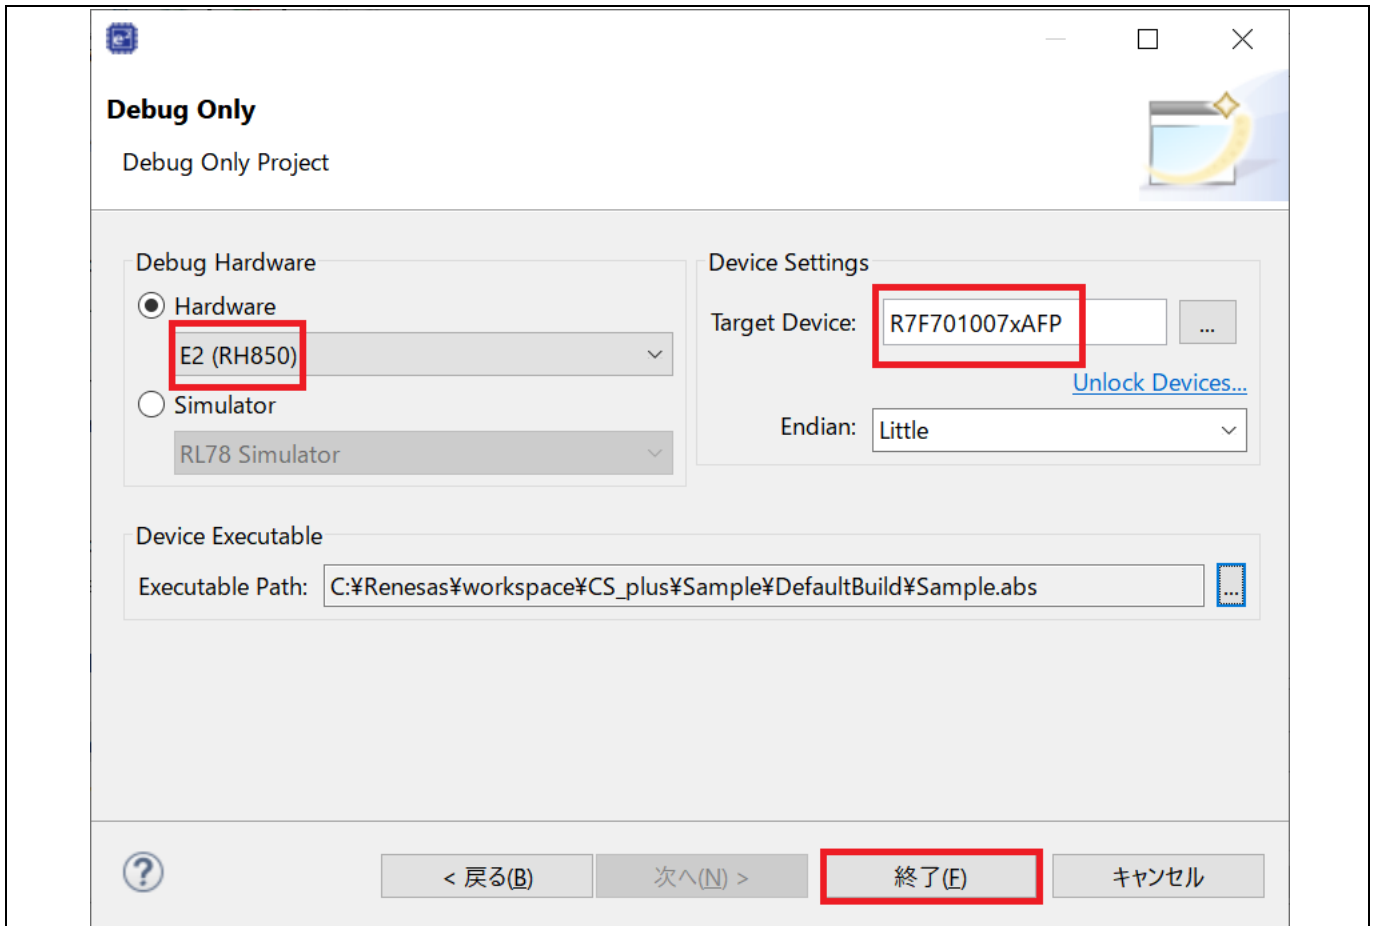 Debug Only
Debug Only Project
Debug Hardware
Hardware
E2 (RH850)
Simulator
RL78 Simulator
Device Settings
Target Device: R7F701007xAFP ...
Unlock Devices...
Endian: Little
Device Executable
Executable Path: C:¥Renesas¥workspace¥CS_plus¥Sample¥DefaultBuild¥Sample.abs ...
< 戻る(B) 次へ(N) > 終了(F) キャンセル